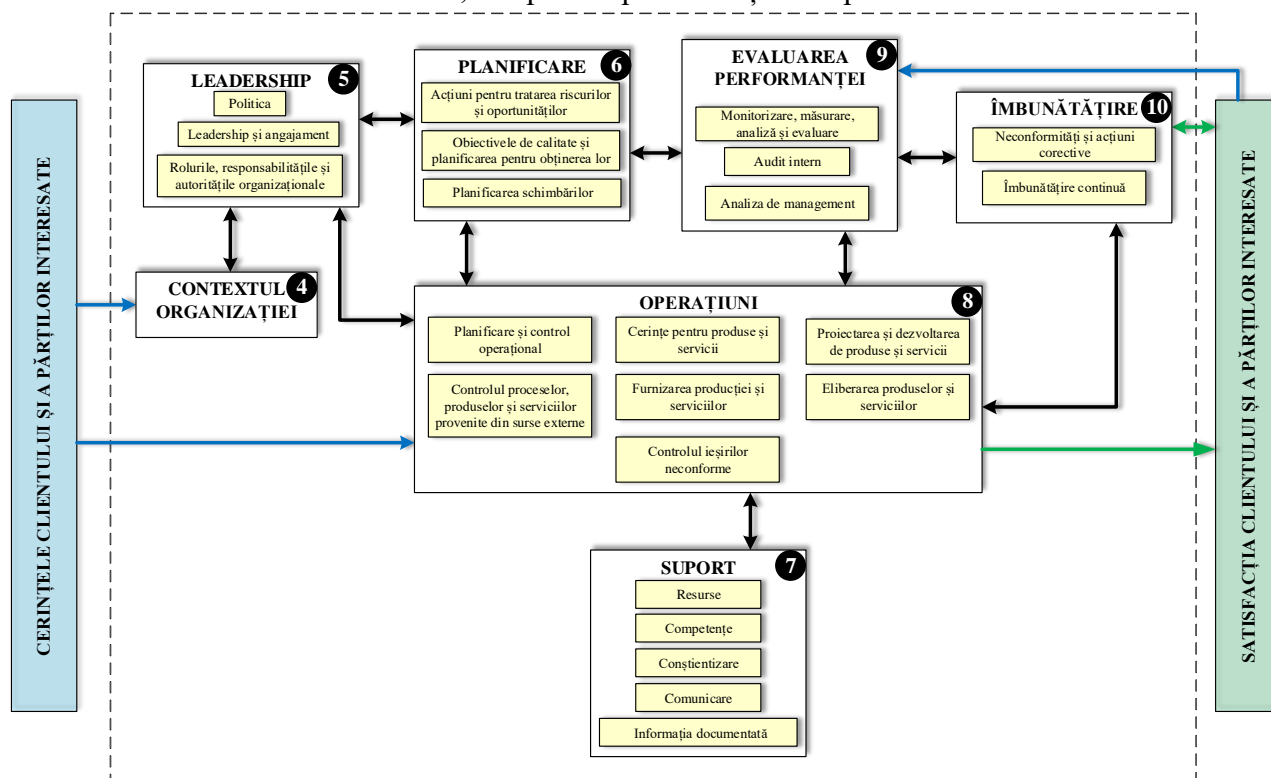 CERINȚELE CLIENTULUI ȘI A PĂRȚILOR INTERESATE
LEADERSHIP
5
Politica
Leadership și angajament
Rolurile, responsabilitățile și
autoritățile organizaționale
CONTEXTUL
ORGANIZAȚIEI
4
PLANIFICARE
6
Acțiuni pentru tratarea riscurilor
și oportunităților
Obiectivele de calitate și
planificarea pentru obținerea lor
Planificarea schimbărilor
EVALUAREA
PERFORMANȚEI
9
Monitorizare, măsurare,
analiză și evaluare
Audit intern
Analiza de management
ÎMBUNĂTĂȚIRE
10
Neconformități și acțiuni
corective
Îmbunătățire continuă
OPERAȚIUNI
8
Planificare și control
operațional
Cerințe pentru produse și
servicii
Proiectarea și dezvoltarea
de produse și servicii
Controlul proceselor,
produselor și serviciilor
provenite din surse externe
Furnizarea producției și
serviciilor
Eliberarea produselor și
serviciilor
Controlul ieșirilor
neconforme
SUPORT
7
Resurse
Competențe
Conștientizare
Comunicare
Informația documentată
SATISFACȚIA CLIENTULUI ȘI A PĂRȚILOR INTERESATE